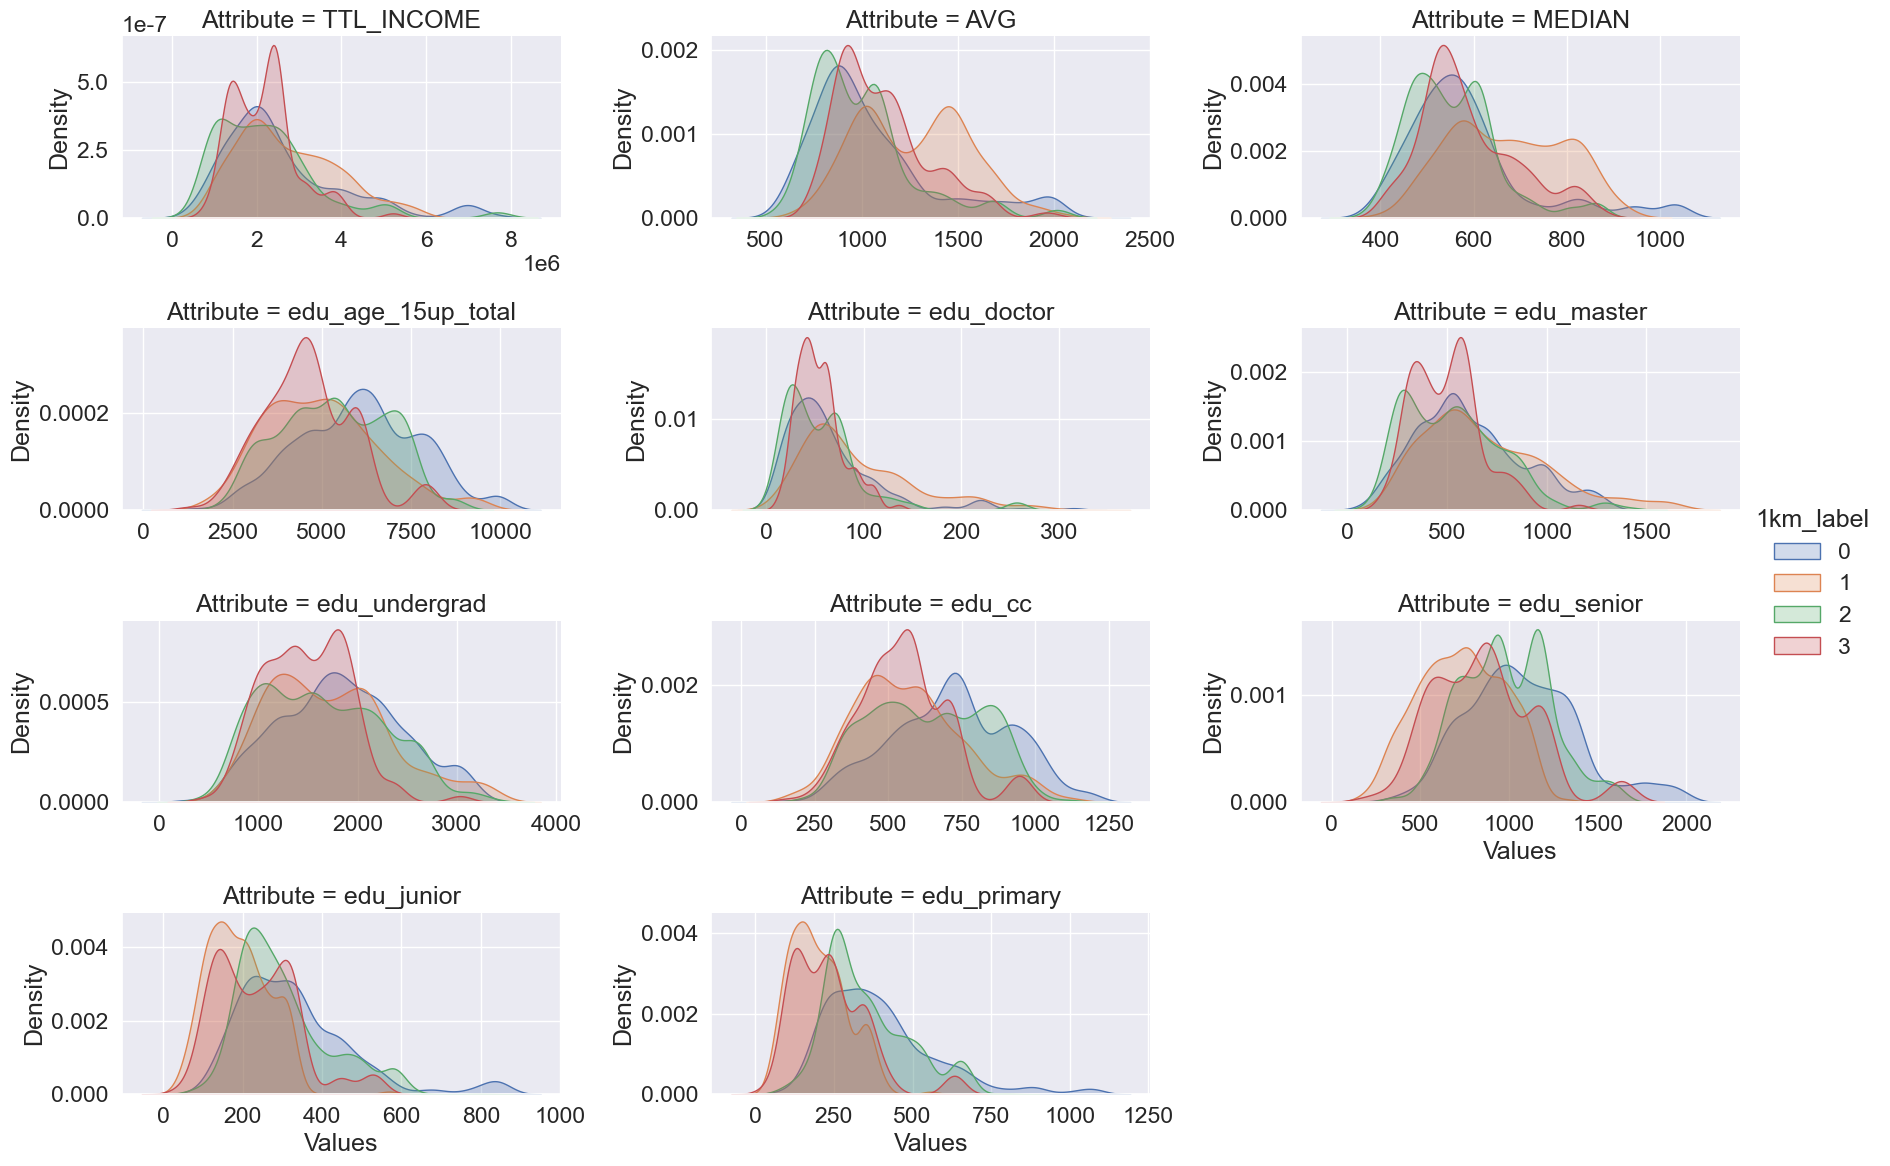 Attribute = TTL_INCOME
1e-7
Density
5.0
2.5
0.0
0 2 4 6 8
1e6
Attribute = AVG
Density
0.002
0.001
0.000
500 1000 1500 2000 2500
Attribute = MEDIAN
Density
0.004
0.002
0.000
400 600 800 1000
Attribute = edu_age_15up_total
Density
0.0002
0.0000
0 2500 5000 7500 10000
Attribute = edu_doctor
Density
0.01
0.00
0 100 200 300
Attribute = edu_master
Density
0.002
0.001
0.000
0 500 1000 1500
Attribute = edu_undergrad
Density
0.0005
0.0000
0 1000 2000 3000 4000
Attribute = edu_cc
Density
0.002
0.000
0 250 500 750 1000 1250
Attribute = edu_senior
Density
0.001
0.000
0 500 1000 1500 2000
Values
Attribute = edu_junior
Density
0.004
0.002
0.000
0 200 400 600 800 1000
Values
Attribute = edu_primary
Density
0.004
0.002
0.000
0 250 500 750 1000 1250
Values
1km_label
0
1
2
3